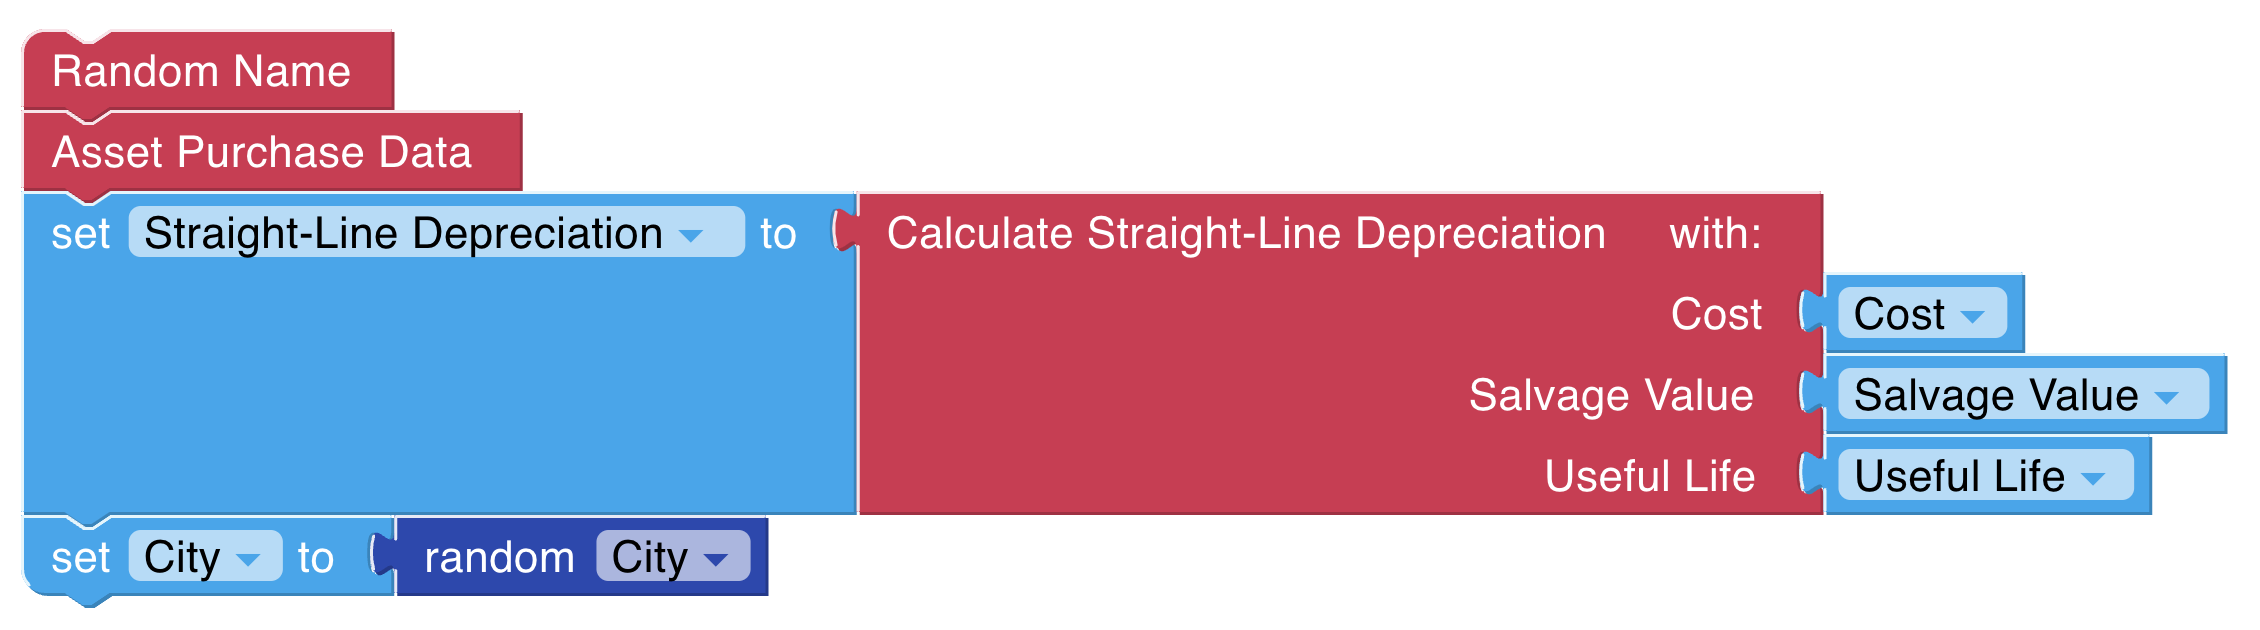 Random Name
Asset Purchase Data
set Straight-Line Depreciation to Calculate Straight-Line Depreciation with:
Cost Cost
Salvage Value Salvage Value
Useful Life Useful Life
set City to random City